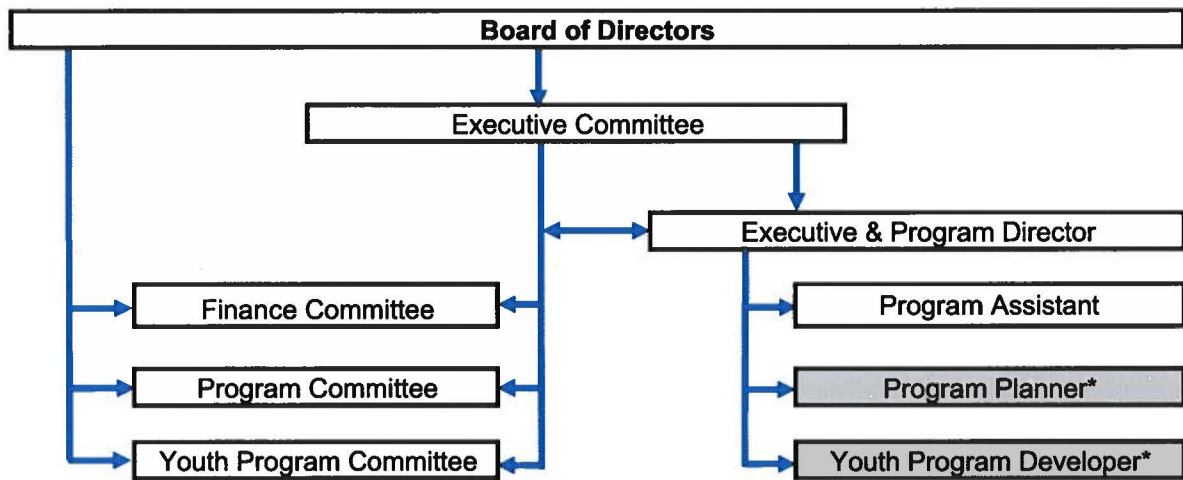 Board of Directors
Executive Committee
Executive & Program Director
Finance Committee
Program Assistant
Program Committee
Program Planner*
Youth Program Committee
Youth Program Developer*